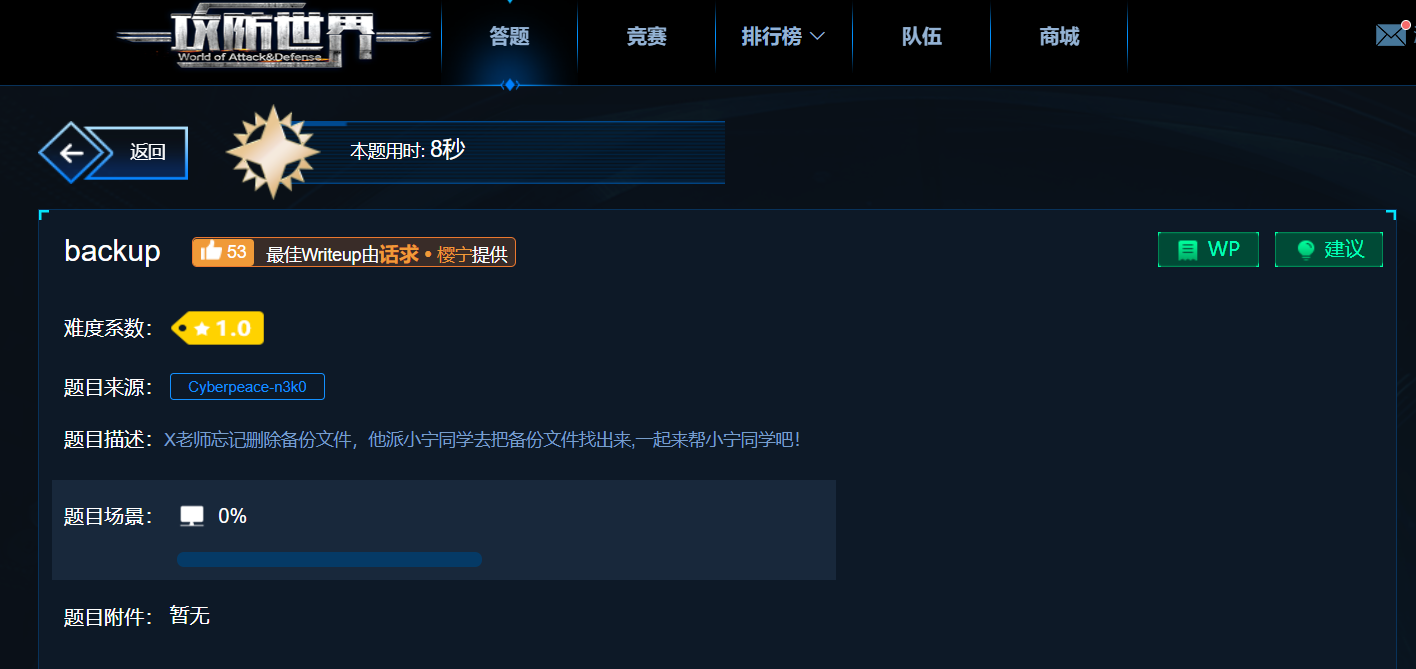 攻防世界
World of Attack&Defense
答题 竞赛 排行榜 队伍 商城
返回
本题用时: 8秒
backup 53 最佳Writeup由话求 • 樱宁提供 WP 建议
难度系数： 1.0
题目来源： Cyberpeace-n3k0
题目描述：X老师忘记删除备份文件，他派小宁同学去把备份文件找出来,一起来帮小宁同学吧！
题目场景： 0%
题目附件： 暂无